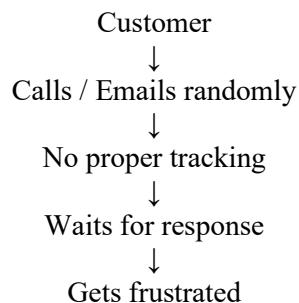 Customer
↓
Calls / Emails randomly
↓
No proper tracking
↓
Waits for response
↓
Gets frustrated